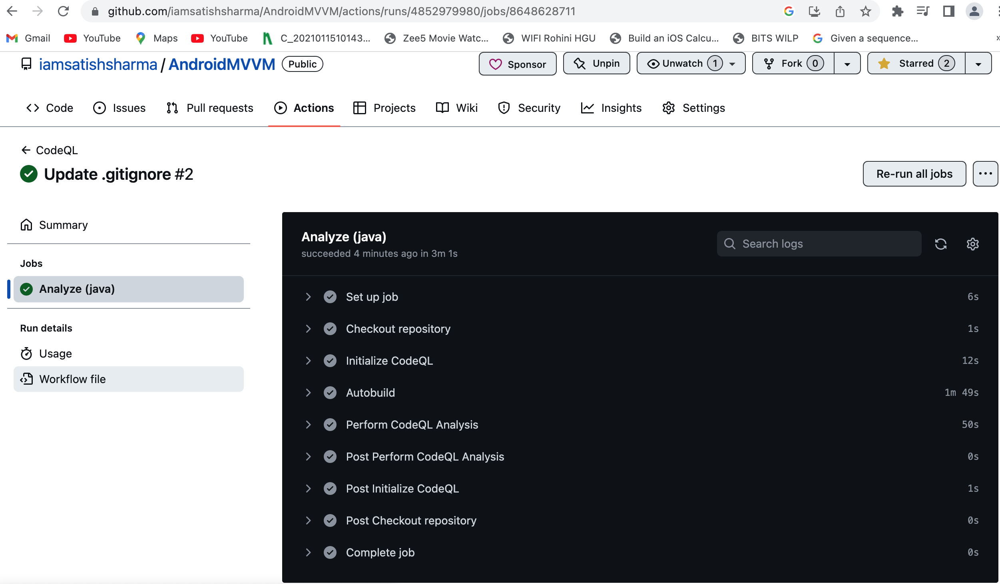 github.com/iamsatishsharma/AndroidMVVM/actions/runs/4852979980/jobs/8648628711
Gmail YouTube Maps YouTube C_2021011510143... Zee5 Movie Watc... WIFI Rohini HGU Build an iOS Calcu... BITS WILP Given a sequence... »
iamsatishsharma / AndroidMVVM Public Sponsor Unpin Unwatch 1 Fork 0 Starred 2
Code Issues Pull requests Actions Projects Wiki Security Insights Settings
CodeQL
Update .gitignore #2 Re-run all jobs
Summary
Jobs
Analyze (java)
Run details
Usage
Workflow file
Analyze (java)
succeeded 4 minutes ago in 3m 1s
Search logs
Set up job 6s
Checkout repository 1s
Initialize CodeQL 12s
Autobuild 1m 49s
Perform CodeQL Analysis 50s
Post Perform CodeQL Analysis 0s
Post Initialize CodeQL 1s
Post Checkout repository 0s
Complete job 0s